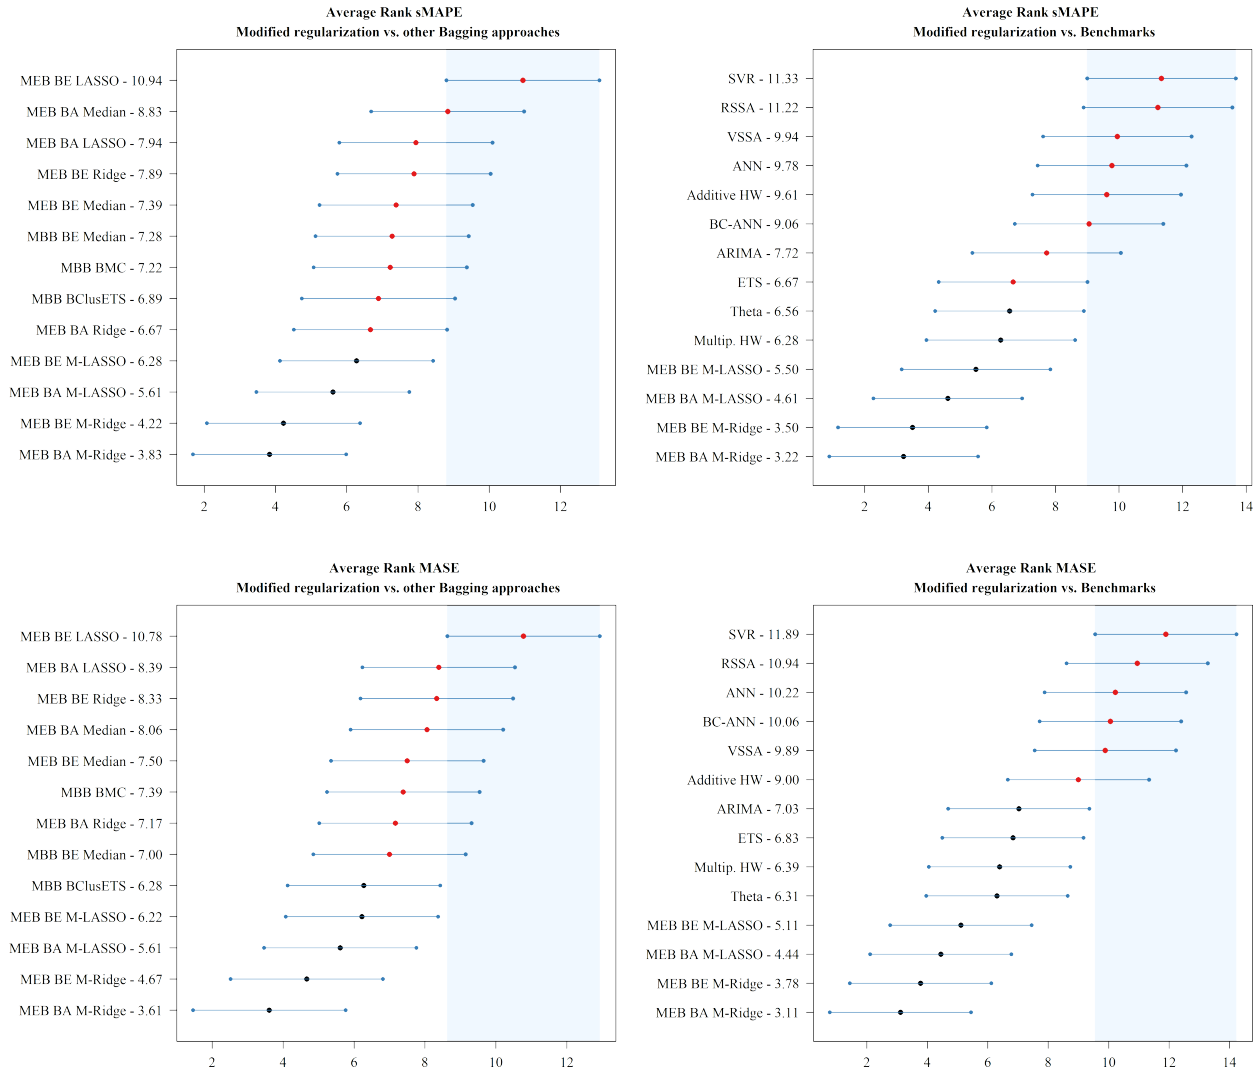 Average Rank sMAPE
Modified regularization vs. other Bagging approaches
MEB BE LASSO - 10.94
MEB BA Median - 8.83
MEB BA LASSO - 7.94
MEB BE Ridge - 7.89
MEB BE Median - 7.39
MBB BE Median - 7.28
MBB BMC - 7.22
MBB BClusETS - 6.89
MEB BA Ridge - 6.67
MEB BE M-LASSO - 6.28
MEB BA M-LASSO - 5.61
MEB BE M-Ridge - 4.22
MEB BA M-Ridge - 3.83
2 4 6 8 10 12
Average Rank sMAPE
Modified regularization vs. Benchmarks
SVR - 11.33
RSSA - 11.22
VSSA - 9.94
ANN - 9.78
Additive HW - 9.61
BC-ANN - 9.06
ARIMA - 7.72
ETS - 6.67
Theta - 6.56
Multip. HW - 6.28
MEB BE M-LASSO - 5.50
MEB BA M-LASSO - 4.61
MEB BE M-Ridge - 3.50
MEB BA M-Ridge - 3.22
2 4 6 8 10 12 14
Average Rank MASE
Modified regularization vs. other Bagging approaches
MEB BE LASSO - 10.78
MEB BA LASSO - 8.39
MEB BE Ridge - 8.33
MEB BA Median - 8.06
MEB BE Median - 7.50
MBB BMC - 7.39
MEB BA Ridge - 7.17
MBB BE Median - 7.00
MBB BClusETS - 6.28
MEB BE M-LASSO - 6.22
MEB BA M-LASSO - 5.61
MEB BE M-Ridge - 4.67
MEB BA M-Ridge - 3.61
2 4 6 8 10 12
Average Rank MASE
Modified regularization vs. Benchmarks
SVR - 11.89
RSSA - 10.94
ANN - 10.22
BC-ANN - 10.06
VSSA - 9.89
Additive HW - 9.00
ARIMA - 7.03
ETS - 6.83
Multip. HW - 6.39
Theta - 6.31
MEB BE M-LASSO - 5.11
MEB BA M-LASSO - 4.44
MEB BE M-Ridge - 3.78
MEB BA M-Ridge - 3.11
2 4 6 8 10 12 14